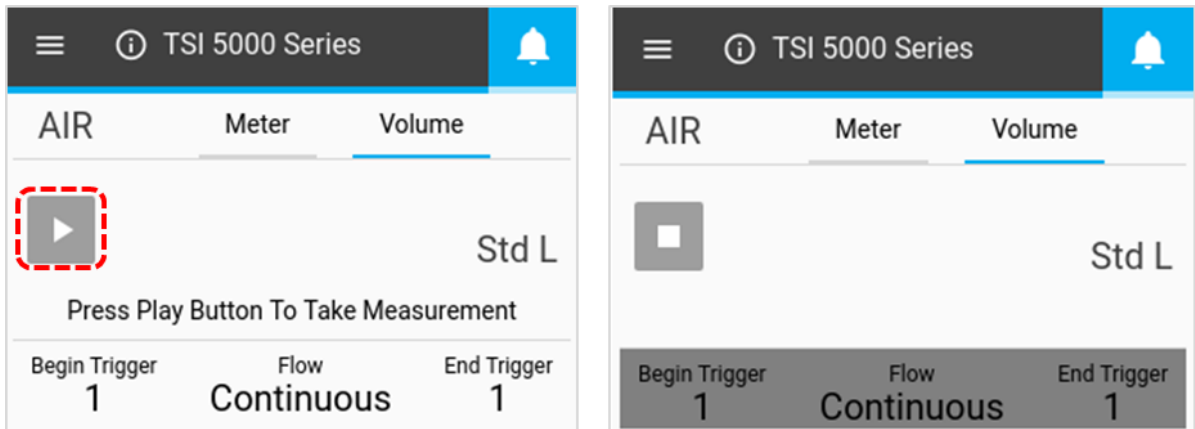 TSI 5000 Series
AIR Meter Volume
Std L
Press Play Button To Take Measurement
Begin Trigger Flow End Trigger
1 Continuous 1
TSI 5000 Series
AIR Meter Volume
Std L
Begin Trigger Flow End Trigger
1 Continuous 1